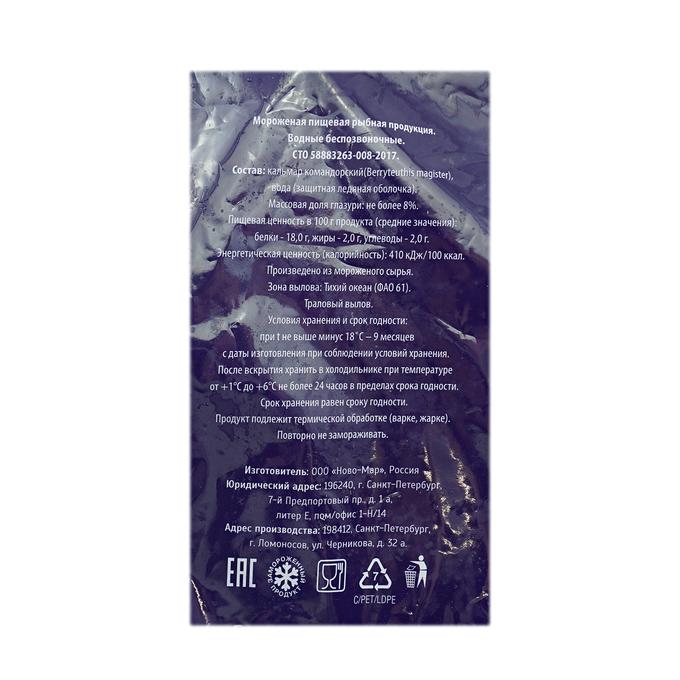 Мороженая пищевая рыбная продукция.
Водные беспозвоночные.
СТО 58883263-008-2017.
Состав: кальмар командорский(Berryteuthis magister),
вода (защитная ледяная оболочка).
Массовая доля глазури: не более 8%.
Пищевая ценность в 100 г продукта (средние значения):
белки - 18,0 г, жиры - 2,0 г, углеводы - 2,0 г.
Энергетическая ценность (калорийность): 410 кДж/100 ккал.
Произведено из мороженого сырья.
Зона вылова: Тихий океан (ФАО 61).
Траловый вылов.
Условия хранения и срок годности:
при t не выше минус 18˚С – 9 месяцев
с даты изготовления при соблюдении условий хранения.
После вскрытия хранить в холодильнике при температуре
от +1°С до +6°С не более 24 часов в пределах срока годности.
Срок хранения равен сроку годности.
Продукт подлежит термической обработке (варке, жарке).
Повторно не замораживать.
Изготовитель: ООО «Ново-Мар», Россия
Юридический адрес: 196240, г. Санкт-Петербург,
7-й Предпортовый пр., д. 1 а,
литер Е, пом/офис 1-Н/14
Адрес производства: 198412, Санкт-Петербург,
г. Ломоносов, ул. Черникова, д. 32 а.
ЕАС
ЗАМОРОЖЕННЫЙ ПРОДУКТ
7
C/PET/LDPE